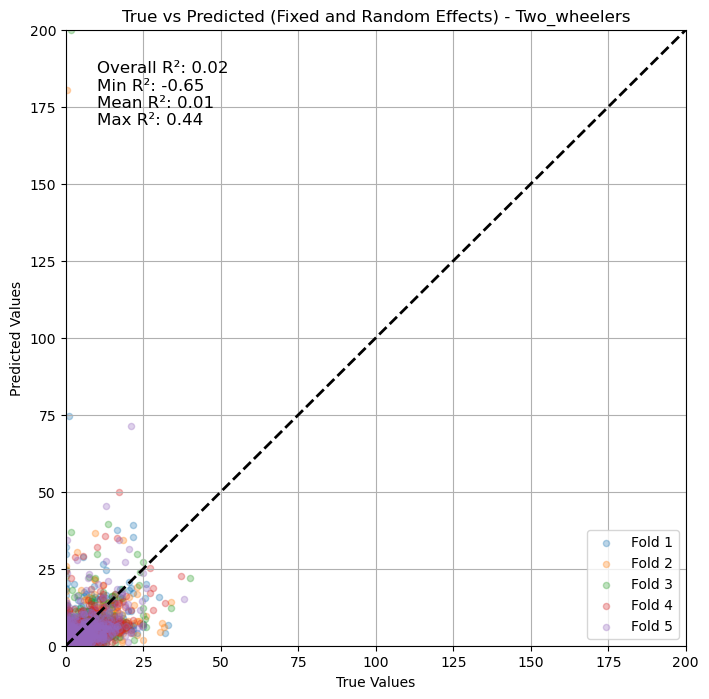 True vs Predicted (Fixed and Random Effects) - Two_wheelers
200
175
150
125
100
75
50
25
0
Predicted Values
Overall R²: 0.02
Min R²: -0.65
Mean R²: 0.01
Max R²: 0.44
Fold 1
Fold 2
Fold 3
Fold 4
Fold 5
0 25 50 75 100 125 150 175 200
True Values